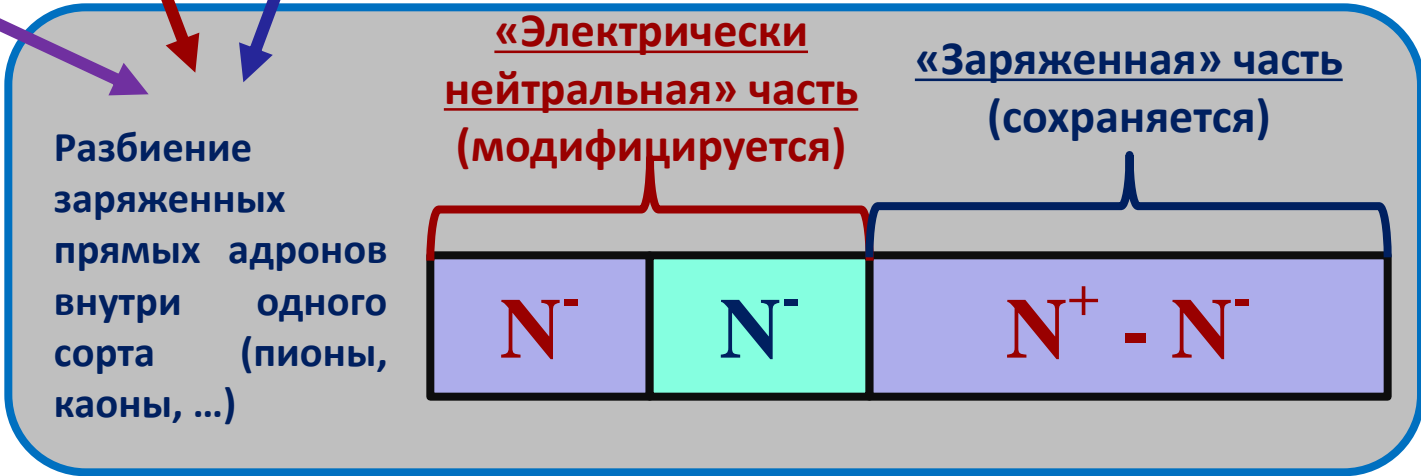 «Электрически
нейтральная» часть
(модифицируется)
«Заряженная» часть
(сохраняется)
Разбиение
заряженных
прямых адронов
внутри одного
сорта (пионы,
каоны, ...)
N⁻ N⁻ N⁺ - N⁻